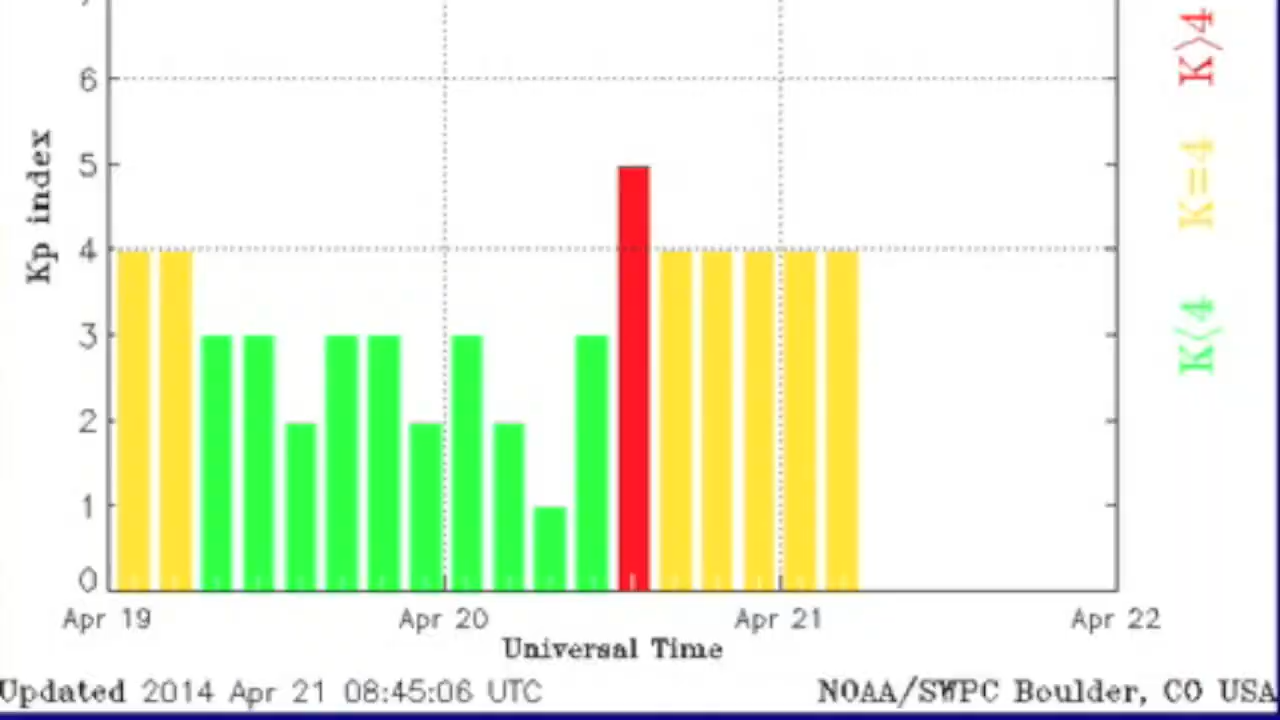 6
5
4
3
2
1
0
Kp index
Apr 19
Apr 20
Apr 21
Apr 22
Universal Time
Updated 2014 Apr 21 08:45:06 UTC
NOAA/SWPC Boulder, CO USA
K>4
K=4
K<4